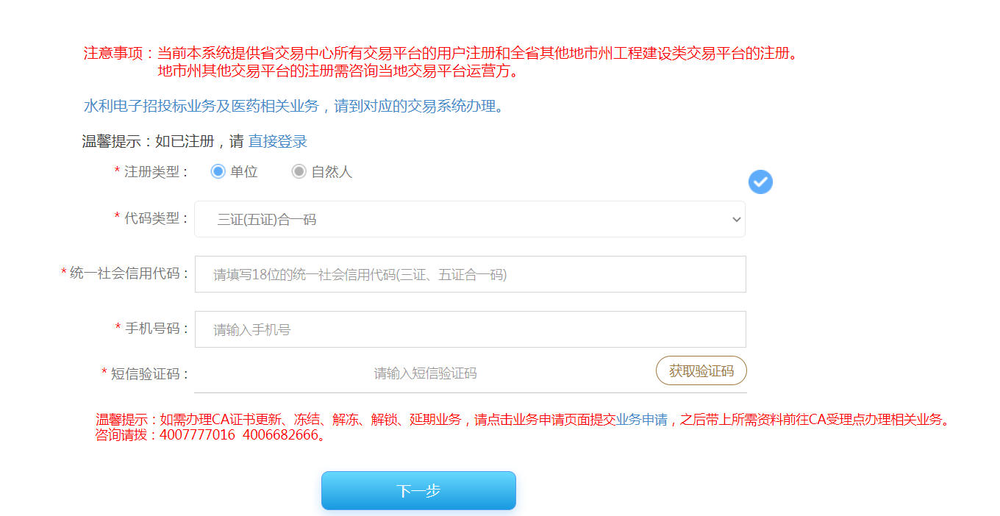 注意事项：当前本系统提供省交易中心所有交易平台的用户注册和全省其他地市州工程建设类交易平台的注册。
地市州其他交易平台的注册需咨询当地交易平台运营方。
水利电子招投标业务及医药相关业务，请到对应的交易系统办理。
温馨提示：如已注册，请 直接登录
* 注册类型： 单位 自然人
* 代码类型： 三证(五证)合一码
* 统一社会信用代码： 请填写18位的统一社会信用代码(三证、五证合一码)
* 手机号码： 请输入手机号
* 短信验证码： 请输入短信验证码 获取验证码
温馨提示：如需办理CA证书更新、冻结、解冻、解锁、延期业务，请点击业务申请页面提交业务申请，之后带上所需资料前往CA受理点办理相关业务。
咨询请拨：4007777016 4006682666。
下一步